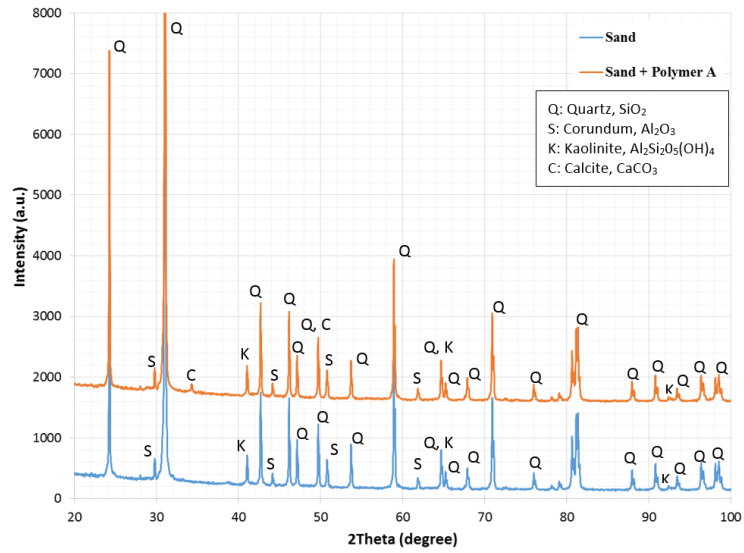 8000
7000
6000
5000
4000
3000
2000
1000
0
Intensity (a.u.)
Sand
Sand + Polymer A
Q: Quartz, SiO₂
S: Corundum, Al₂O₃
K: Kaolinite, Al₂Si₂0₅(OH)₄
C: Calcite, CaCO₃
Q
Q
S
C
K
Q
S
Q
Q
Q, C
S
Q
Q
S
Q, K
Q
Q
Q
Q
Q
Q
Q
K
Q
Q
Q
S
K
S
Q
Q
S
Q
S
Q, K
Q
Q
Q
Q
Q
K
Q
Q
Q
20 30 40 50 60 70 80 90 100
2Theta (degree)